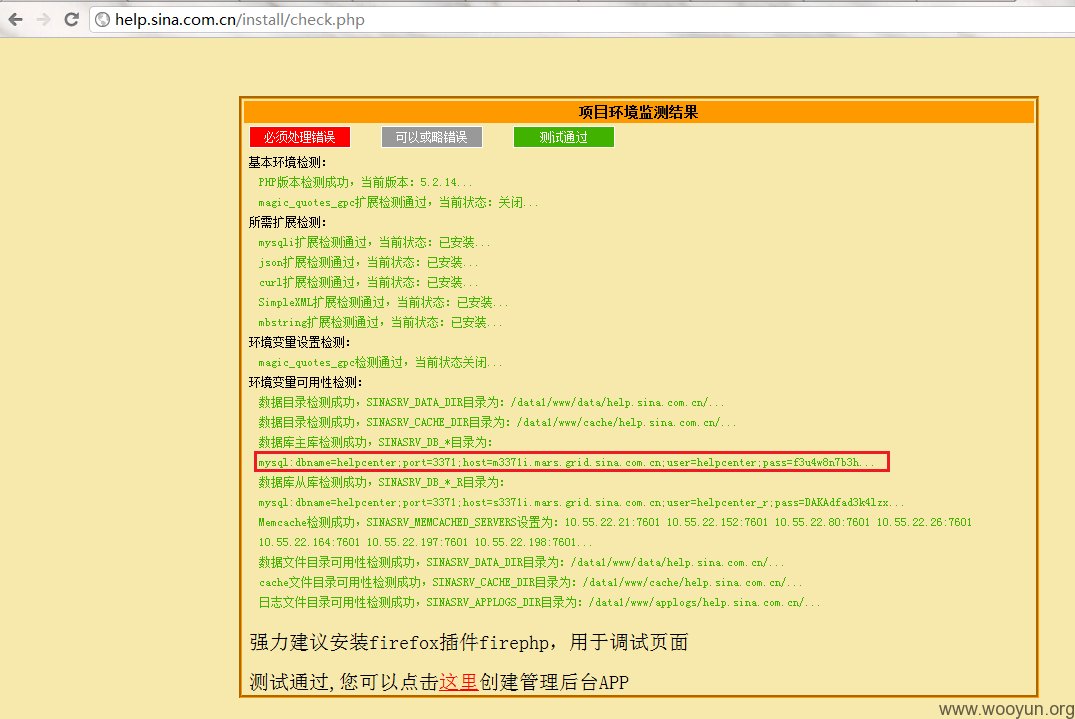 help.sina.com.cn/install/check.php
项目环境监测结果
必须处理错误 可以或略错误 测试通过
基本环境检测:
PHP版本检测成功，当前版本: 5.2.14...
magic_quotes_gpc扩展检测通过，当前状态: 关闭...
所需扩展检测:
mysqli扩展检测通过，当前状态: 已安装...
json扩展检测通过，当前状态: 已安装...
curl扩展检测通过，当前状态: 已安装...
SimpleXML扩展检测通过，当前状态: 已安装...
mbstring扩展检测通过，当前状态: 已安装...
环境变量设置检测:
magic_quotes_gpc检测通过，当前状态关闭...
环境变量可用性检测:
数据目录检测成功，SINASRV_DATA_DIR目录为: /data1/www/data/help.sina.com.cn/...
数据目录检测成功，SINASRV_CACHE_DIR目录为: /data1/www/cache/help.sina.com.cn/...
数据库主库检测成功，SINASRV_DB_*目录为:
mysql:dbname=helpcenter;port=3371;host=m3371i.mars.grid.sina.com.cn;user=helpcenter;pass=f3u4w8n7b3h...
数据库从库检测成功，SINASRV_DB_*_R目录为:
mysql:dbname=helpcenter;port=3371;host=s3371i.mars.grid.sina.com.cn;user=helpcenter_r;pass=DAKAdfad3k4lzx...
Memcache检测成功，SINASRV_MEMCACHED_SERVERS设置为: 10.55.22.21:7601 10.55.22.152:7601 10.55.22.80:7601 10.55.22.26:7601
10.55.22.164:7601 10.55.22.197:7601 10.55.22.198:7601...
数据文件目录可用性检测成功，SINASRV_DATA_DIR目录为: /data1/www/data/help.sina.com.cn/...
cache文件目录可用性检测成功，SINASRV_CACHE_DIR目录为: /data1/www/cache/help.sina.com.cn/...
日志文件目录可用性检测成功，SINASRV_APPLOGS_DIR目录为: /data1/www/applogs/help.sina.com.cn/...
强力建议安装firefox插件firephp，用于调试页面
测试通过,您可以点击这里创建管理后台APP
www.wooyun.org